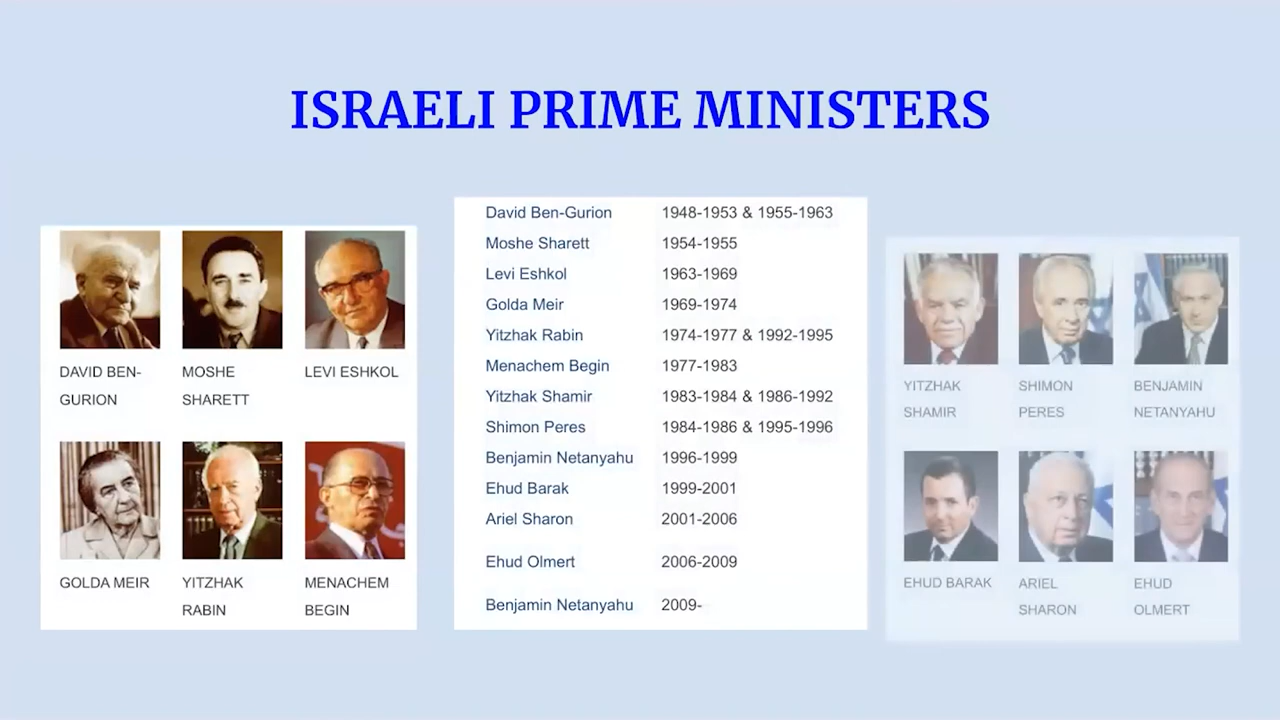 ISRAELI PRIME MINISTERS
DAVID BEN-
GURION
MOSHE
SHARETT
LEVI ESHKOL
GOLDA MEIR
YITZHAK
RABIN
MENACHEM
BEGIN
David Ben-Gurion 1948-1953 & 1955-1963
Moshe Sharett 1954-1955
Levi Eshkol 1963-1969
Golda Meir 1969-1974
Yitzhak Rabin 1974-1977 & 1992-1995
Menachem Begin 1977-1983
Yitzhak Shamir 1983-1984 & 1986-1992
Shimon Peres 1984-1986 & 1995-1996
Benjamin Netanyahu 1996-1999
Ehud Barak 1999-2001
Ariel Sharon 2001-2006
Ehud Olmert 2006-2009
Benjamin Netanyahu 2009-
YITZHAK
SHAMIR
SHIMON
PERES
BENJAMIN
NETANYAHU
EHUD BARAK
ARIEL
SHARON
EHUD
OLMERT